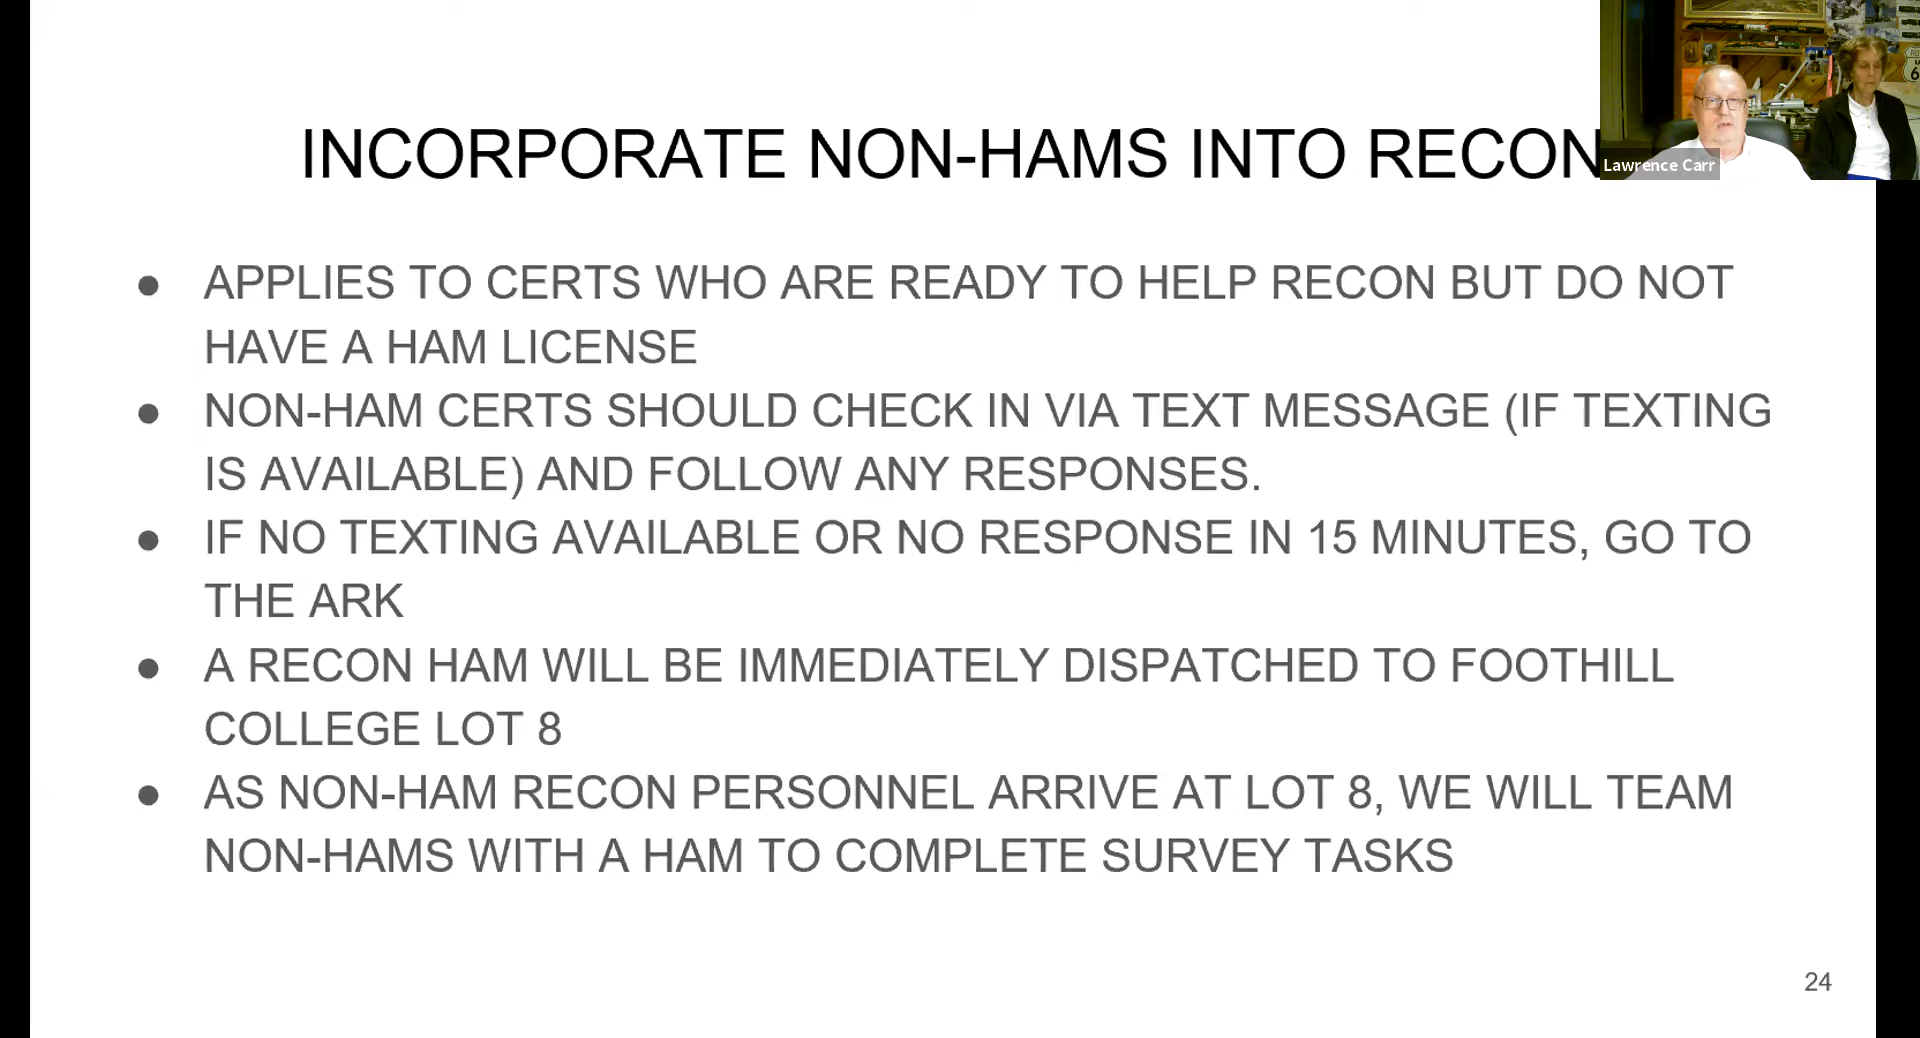 INCORPORATE NON-HAMS INTO RECON
Lawrence Carr
● APPLIES TO CERTS WHO ARE READY TO HELP RECON BUT DO NOT
HAVE A HAM LICENSE
● NON-HAM CERTS SHOULD CHECK IN VIA TEXT MESSAGE (IF TEXTING
IS AVAILABLE) AND FOLLOW ANY RESPONSES.
● IF NO TEXTING AVAILABLE OR NO RESPONSE IN 15 MINUTES, GO TO
THE ARK
● A RECON HAM WILL BE IMMEDIATELY DISPATCHED TO FOOTHILL
COLLEGE LOT 8
● AS NON-HAM RECON PERSONNEL ARRIVE AT LOT 8, WE WILL TEAM
NON-HAMS WITH A HAM TO COMPLETE SURVEY TASKS
24